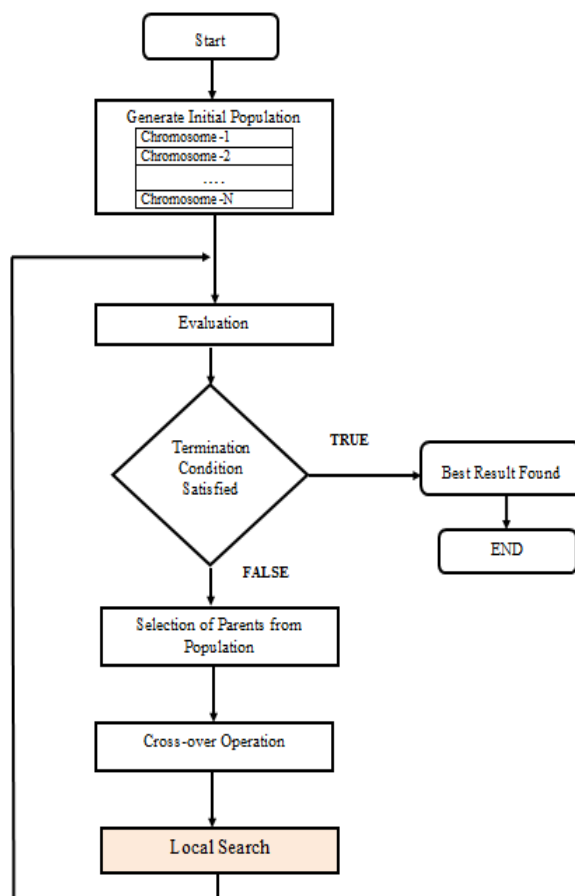 Start
Generate Initial Population
Chromosome-1
Chromosome-2
....
Chromosome-N
Evaluation
Termination
Condition
Satisfied
TRUE
Best Result Found
END
FALSE
Selection of Parents from
Population
Cross-over Operation
Local Search